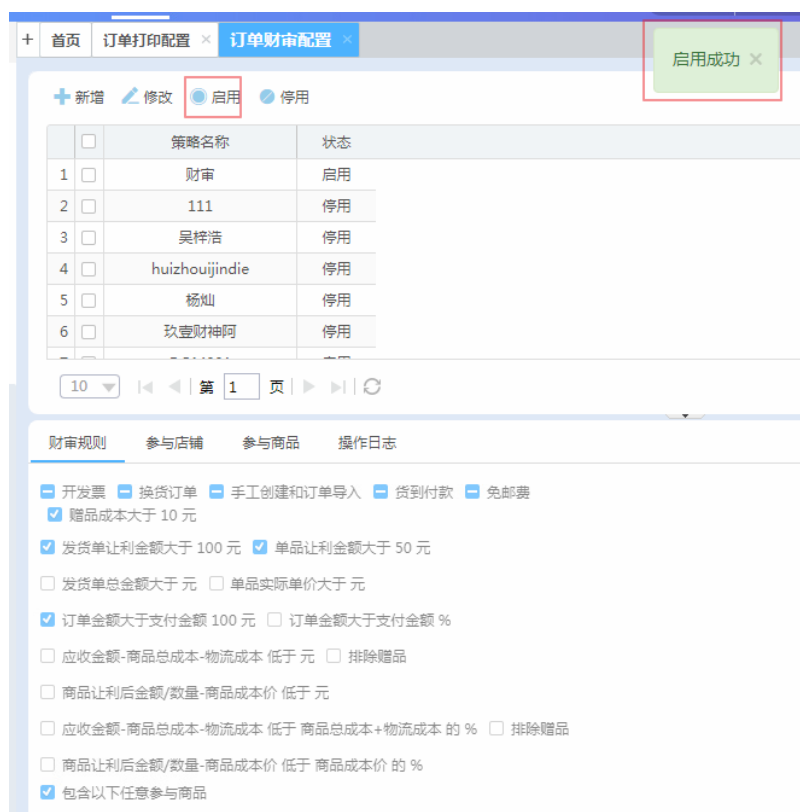 + 首页 订单打印配置 × 订单财审配置 ×
启用成功 ×
新增 修改 启用 停用
策略名称 状态
1 财审 启用
2 111 停用
3 吴梓浩 停用
4 huizhouijindie 停用
5 杨灿 停用
6 玖壹财神阿 停用
10 第 1 页
财审规则 参与店铺 参与商品 操作日志
开发票 换货订单 手工创建和订单导入 货到付款 免邮费
赠品成本大于 10 元
发货单让利金额大于 100 元 单品让利金额大于 50 元
发货单总金额大于 元 单品实际单价大于 元
订单金额大于支付金额 100 元 订单金额大于支付金额 %
应收金额-商品总成本-物流成本 低于 元 排除赠品
商品让利后金额/数量-商品成本价 低于 元
应收金额-商品总成本-物流成本 低于 商品总成本+物流成本 的 % 排除赠品
商品让利后金额/数量-商品成本价 低于 商品成本价 的 %
包含以下任意参与商品